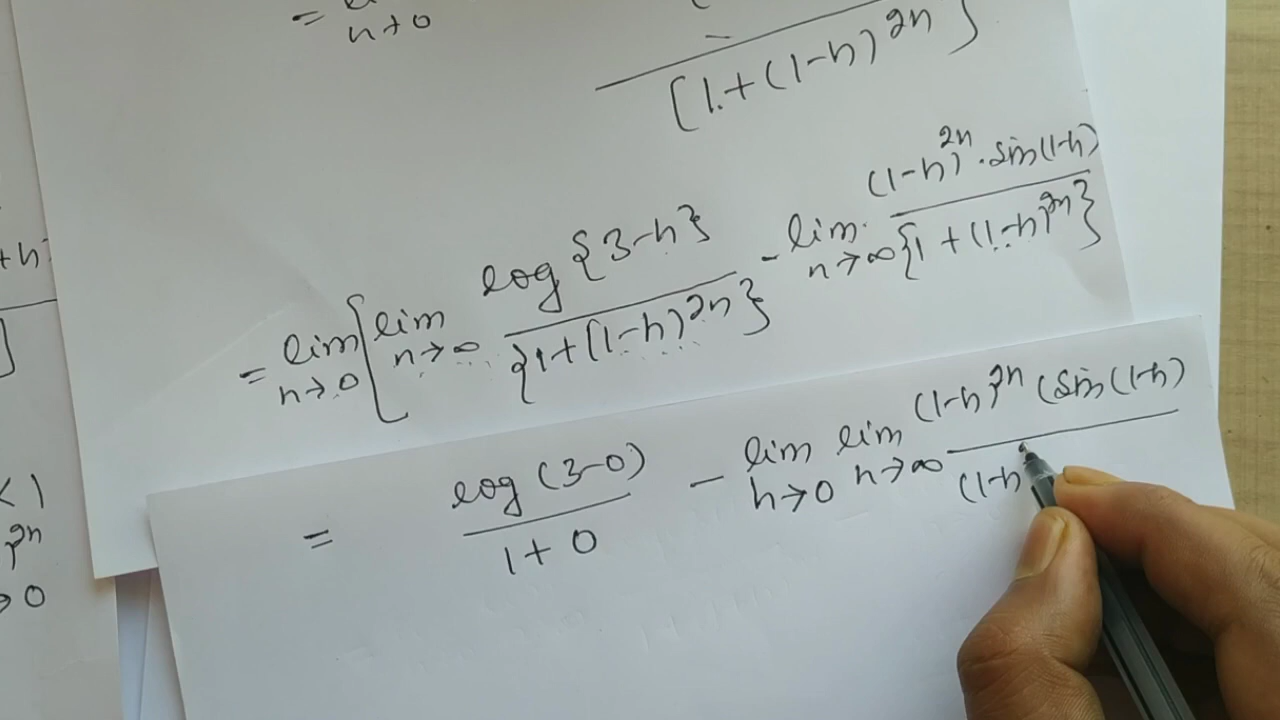 = n→0
[1+(1-h)^2n]
= lim n→0 { lim n→∞ log{3-h} / {1+(1-h)^2n} - lim n→∞ (1-h)^2n . sin(1-h) / {1+(1-h)^2n}
= log(3-0) / 1+0 - lim h→0 lim n→∞ (1-h)^2n (sin(1-h) / (1-h
+h
]
< 1
)^2n
→ 0